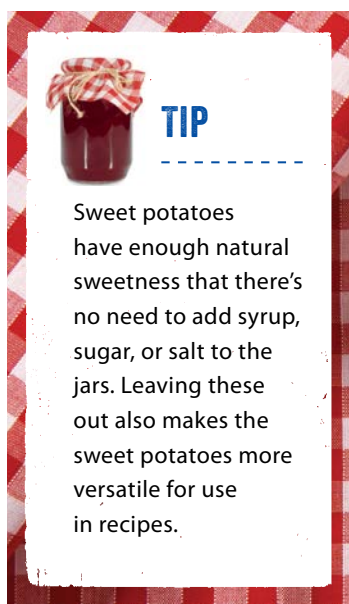 TIP
Sweet potatoes
have enough natural
sweetness that there's
no need to add syrup,
sugar, or salt to the
jars. Leaving these
out also makes the
sweet potatoes more
versatile for use
in recipes.